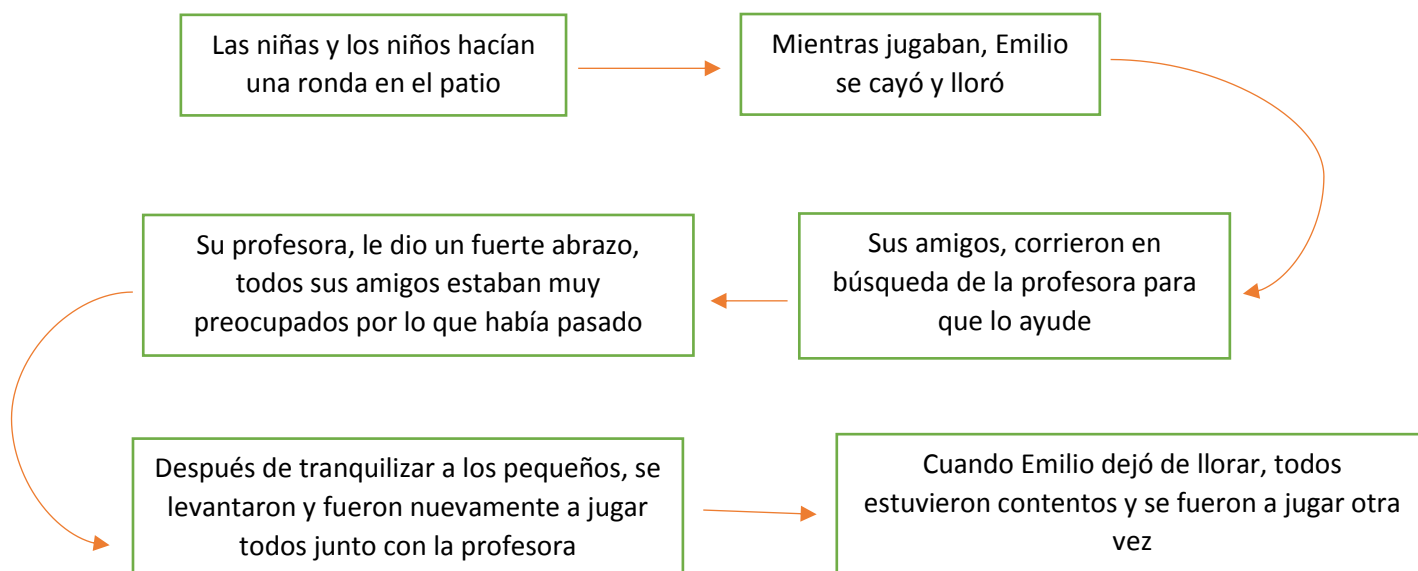 Las niñas y los niños hacían
una ronda en el patio
Mientras jugaban, Emilio
se cayó y lloró
Sus amigos, corrieron en
búsqueda de la profesora para
que lo ayude
Su profesora, le dio un fuerte abrazo,
todos sus amigos estaban muy
preocupados por lo que había pasado
Después de tranquilizar a los pequeños, se
levantaron y fueron nuevamente a jugar
todos junto con la profesora
Cuando Emilio dejó de llorar, todos
estuvieron contentos y se fueron a jugar otra
vez